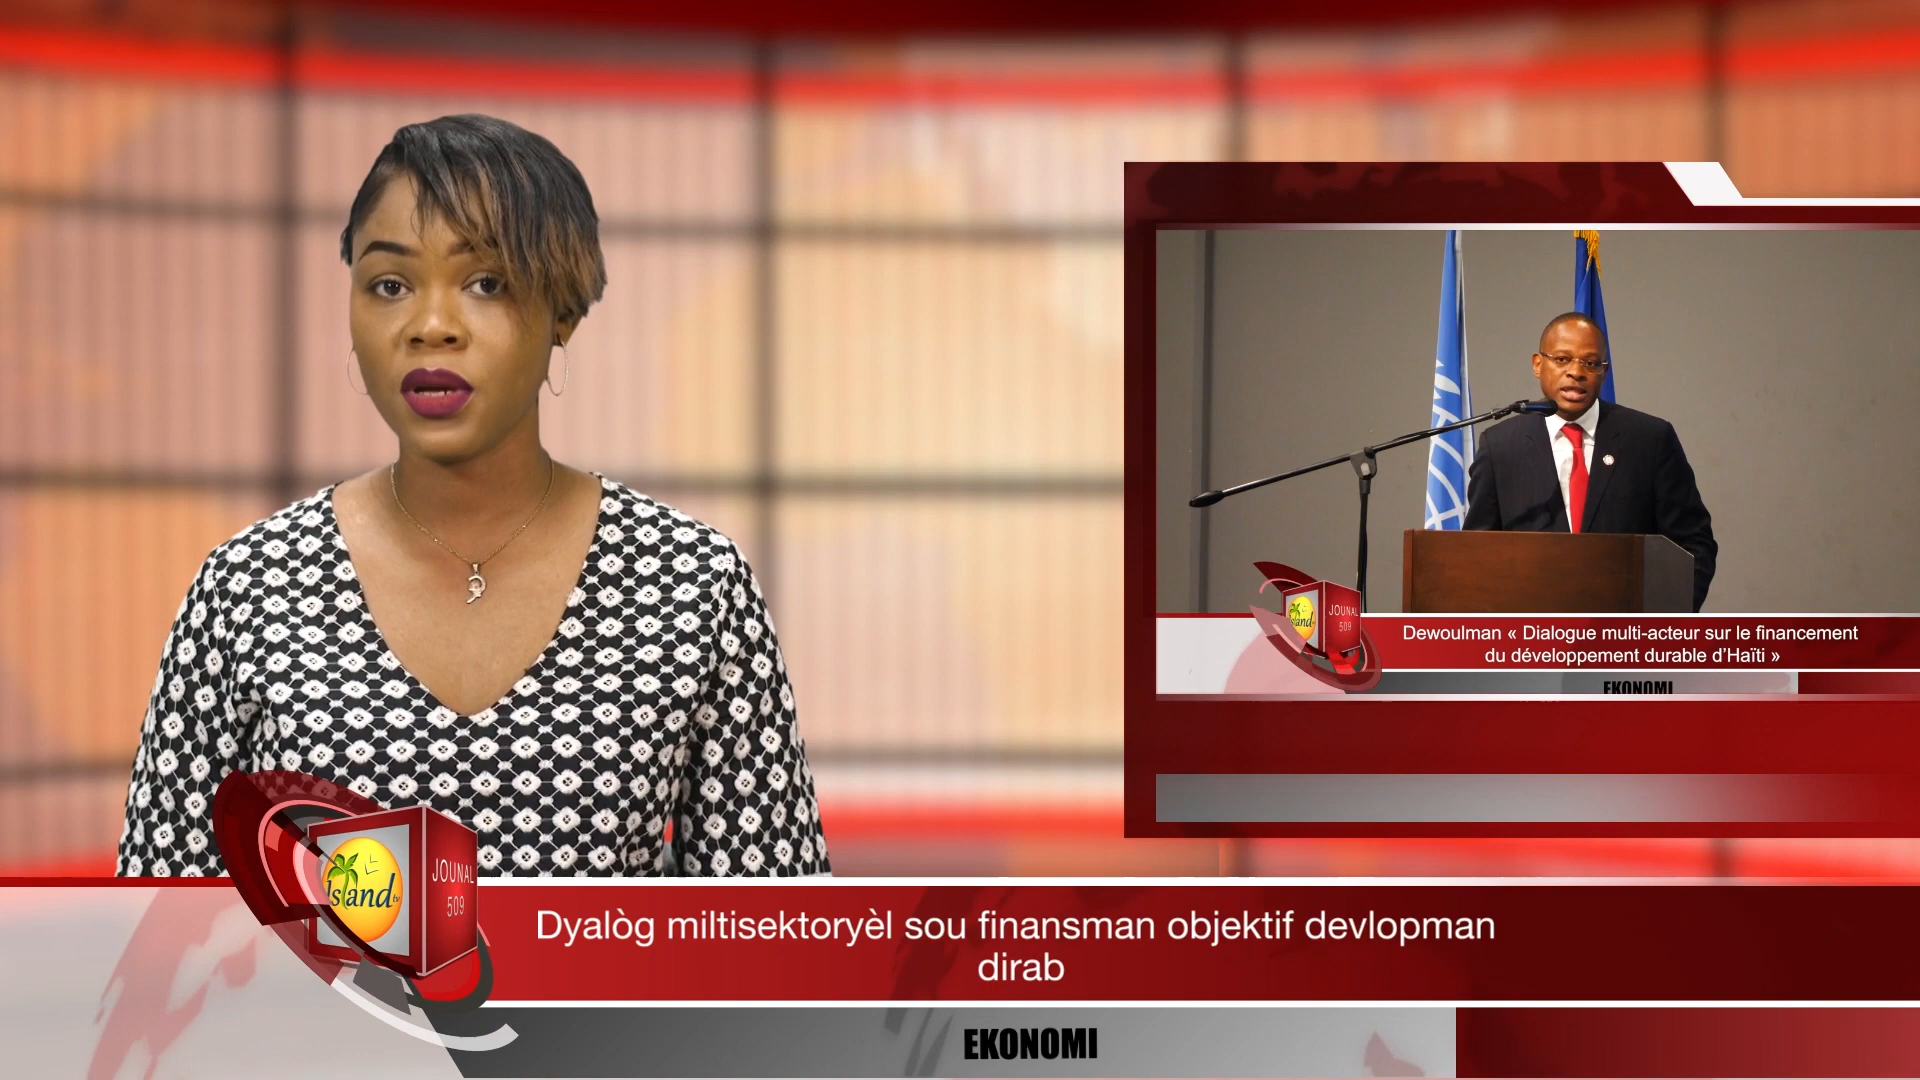 Dewoulman « Dialogue multi-acteur sur le financement
du développement durable d'Haïti »
EKONOMI
Island tv
JOUNAL
509
Island
JOUNAL
509
Dyalòg miltisektoryèl sou finansman objektif devlopman
dirab
EKONOMI